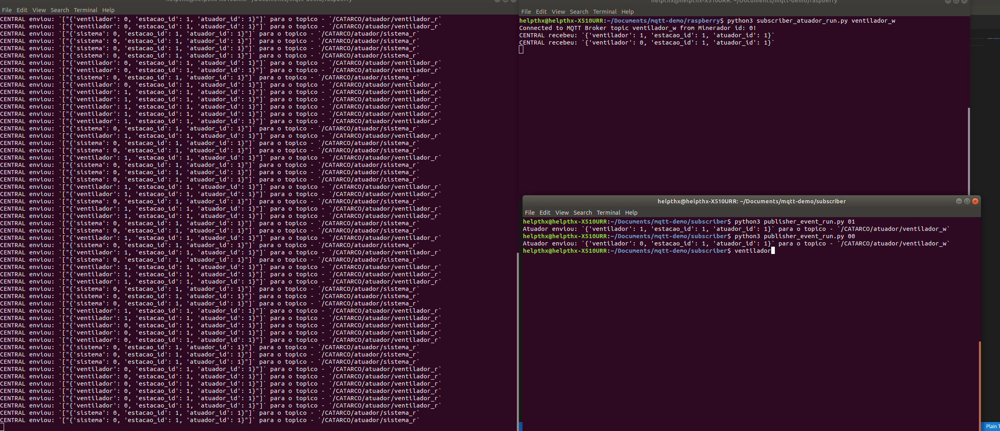 helpthx@helpthx-X510URR: ~/Documents/mqtt-demo/raspberry
File Edit View Search Terminal Help
CENTRAL enviou: `["{'ventilador': 0, 'estacao_id': 1, 'atuador_id': 1}"]` para o topico - `/CATARCO/atuador/ventilador_r`
CENTRAL enviou: `["{'ventilador': 0, 'estacao_id': 1, 'atuador_id': 1}"]` para o topico - `/CATARCO/atuador/ventilador_r`
CENTRAL enviou: `["{'sistema': 0, 'estacao_id': 1, 'atuador_id': 1}"]` para o topico - `/CATARCO/atuador/sistema_r`
CENTRAL enviou: `["{'sistema': 0, 'estacao_id': 1, 'atuador_id': 1}"]` para o topico - `/CATARCO/atuador/sistema_r`
CENTRAL enviou: `["{'sistema': 0, 'estacao_id': 1, 'atuador_id': 1}"]` para o topico - `/CATARCO/atuador/sistema_r`
CENTRAL enviou: `["{'sistema': 0, 'estacao_id': 1, 'atuador_id': 1}"]` para o topico - `/CATARCO/atuador/sistema_r`
CENTRAL enviou: `["{'ventilador': 0, 'estacao_id': 1, 'atuador_id': 1}"]` para o topico - `/CATARCO/atuador/ventilador_r`
CENTRAL enviou: `["{'ventilador': 0, 'estacao_id': 1, 'atuador_id': 1}"]` para o topico - `/CATARCO/atuador/ventilador_r`
CENTRAL enviou: `["{'sistema': 0, 'estacao_id': 1, 'atuador_id': 1}"]` para o topico - `/CATARCO/atuador/sistema_r`
CENTRAL enviou: `["{'ventilador': 0, 'estacao_id': 1, 'atuador_id': 1}"]` para o topico - `/CATARCO/atuador/ventilador_r`
CENTRAL enviou: `["{'ventilador': 1, 'estacao_id': 1, 'atuador_id': 1}"]` para o topico - `/CATARCO/atuador/ventilador_r`
CENTRAL enviou: `["{'ventilador': 1, 'estacao_id': 1, 'atuador_id': 1}"]` para o topico - `/CATARCO/atuador/ventilador_r`
CENTRAL enviou: `["{'ventilador': 1, 'estacao_id': 1, 'atuador_id': 1}"]` para o topico - `/CATARCO/atuador/ventilador_r`
CENTRAL enviou: `["{'ventilador': 1, 'estacao_id': 1, 'atuador_id': 1}"]` para o topico - `/CATARCO/atuador/ventilador_r`
CENTRAL enviou: `["{'ventilador': 1, 'estacao_id': 1, 'atuador_id': 1}"]` para o topico - `/CATARCO/atuador/ventilador_r`
CENTRAL enviou: `["{'sistema': 0, 'estacao_id': 1, 'atuador_id': 1}"]` para o topico - `/CATARCO/atuador/sistema_r`
CENTRAL enviou: `["{'ventilador': 1, 'estacao_id': 1, 'atuador_id': 1}"]` para o topico - `/CATARCO/atuador/ventilador_r`
CENTRAL enviou: `["{'sistema': 0, 'estacao_id': 1, 'atuador_id': 1}"]` para o topico - `/CATARCO/atuador/sistema_r`
CENTRAL enviou: `["{'sistema': 0, 'estacao_id': 1, 'atuador_id': 1}"]` para o topico - `/CATARCO/atuador/sistema_r`
CENTRAL enviou: `["{'ventilador': 1, 'estacao_id': 1, 'atuador_id': 1}"]` para o topico - `/CATARCO/atuador/ventilador_r`
CENTRAL enviou: `["{'sistema': 0, 'estacao_id': 1, 'atuador_id': 1}"]` para o topico - `/CATARCO/atuador/sistema_r`
CENTRAL enviou: `["{'sistema': 0, 'estacao_id': 1, 'atuador_id': 1}"]` para o topico - `/CATARCO/atuador/sistema_r`
CENTRAL enviou: `["{'sistema': 0, 'estacao_id': 1, 'atuador_id': 1}"]` para o topico - `/CATARCO/atuador/sistema_r`
CENTRAL enviou: `["{'ventilador': 1, 'estacao_id': 1, 'atuador_id': 1}"]` para o topico - `/CATARCO/atuador/ventilador_r`
CENTRAL enviou: `["{'ventilador': 1, 'estacao_id': 1, 'atuador_id': 1}"]` para o topico - `/CATARCO/atuador/ventilador_r`
CENTRAL enviou: `["{'sistema': 0, 'estacao_id': 1, 'atuador_id': 1}"]` para o topico - `/CATARCO/atuador/sistema_r`
CENTRAL enviou: `["{'ventilador': 1, 'estacao_id': 1, 'atuador_id': 1}"]` para o topico - `/CATARCO/atuador/ventilador_r`
CENTRAL enviou: `["{'ventilador': 1, 'estacao_id': 1, 'atuador_id': 1}"]` para o topico - `/CATARCO/atuador/ventilador_r`
CENTRAL enviou: `["{'sistema': 0, 'estacao_id': 1, 'atuador_id': 1}"]` para o topico - `/CATARCO/atuador/sistema_r`
CENTRAL enviou: `["{'sistema': 0, 'estacao_id': 1, 'atuador_id': 1}"]` para o topico - `/CATARCO/atuador/sistema_r`
CENTRAL enviou: `["{'ventilador': 1, 'estacao_id': 1, 'atuador_id': 1}"]` para o topico - `/CATARCO/atuador/ventilador_r`
CENTRAL enviou: `["{'sistema': 0, 'estacao_id': 1, 'atuador_id': 1}"]` para o topico - `/CATARCO/atuador/sistema_r`
CENTRAL enviou: `["{'ventilador': 1, 'estacao_id': 1, 'atuador_id': 1}"]` para o topico - `/CATARCO/atuador/ventilador_r`
CENTRAL enviou: `["{'sistema': 0, 'estacao_id': 1, 'atuador_id': 1}"]` para o topico - `/CATARCO/atuador/sistema_r`
CENTRAL enviou: `["{'ventilador': 1, 'estacao_id': 1, 'atuador_id': 1}"]` para o topico - `/CATARCO/atuador/ventilador_r`
CENTRAL enviou: `["{'ventilador': 1, 'estacao_id': 1, 'atuador_id': 1}"]` para o topico - `/CATARCO/atuador/ventilador_r`
CENTRAL enviou: `["{'ventilador': 1, 'estacao_id': 1, 'atuador_id': 1}"]` para o topico - `/CATARCO/atuador/ventilador_r`
CENTRAL enviou: `["{'sistema': 0, 'estacao_id': 1, 'atuador_id': 1}"]` para o topico - `/CATARCO/atuador/sistema_r`
CENTRAL enviou: `["{'sistema': 0, 'estacao_id': 1, 'atuador_id': 1}"]` para o topico - `/CATARCO/atuador/sistema_r`
CENTRAL enviou: `["{'sistema': 0, 'estacao_id': 1, 'atuador_id': 1}"]` para o topico - `/CATARCO/atuador/sistema_r`
CENTRAL enviou: `["{'ventilador': 1, 'estacao_id': 1, 'atuador_id': 1}"]` para o topico - `/CATARCO/atuador/ventilador_r`
CENTRAL enviou: `["{'ventilador': 1, 'estacao_id': 1, 'atuador_id': 1}"]` para o topico - `/CATARCO/atuador/ventilador_r`
CENTRAL enviou: `["{'ventilador': 0, 'estacao_id': 1, 'atuador_id': 1}"]` para o topico - `/CATARCO/atuador/ventilador_r`
CENTRAL enviou: `["{'ventilador': 0, 'estacao_id': 1, 'atuador_id': 1}"]` para o topico - `/CATARCO/atuador/ventilador_r`
CENTRAL enviou: `["{'ventilador': 0, 'estacao_id': 1, 'atuador_id': 1}"]` para o topico - `/CATARCO/atuador/ventilador_r`
CENTRAL enviou: `["{'sistema': 0, 'estacao_id': 1, 'atuador_id': 1}"]` para o topico - `/CATARCO/atuador/sistema_r`
CENTRAL enviou: `["{'sistema': 0, 'estacao_id': 1, 'atuador_id': 1}"]` para o topico - `/CATARCO/atuador/sistema_r`
CENTRAL enviou: `["{'sistema': 0, 'estacao_id': 1, 'atuador_id': 1}"]` para o topico - `/CATARCO/atuador/sistema_r`
CENTRAL enviou: `["{'ventilador': 0, 'estacao_id': 1, 'atuador_id': 1}"]` para o topico - `/CATARCO/atuador/ventilador_r`
CENTRAL enviou: `["{'ventilador': 0, 'estacao_id': 1, 'atuador_id': 1}"]` para o topico - `/CATARCO/atuador/ventilador_r`
CENTRAL enviou: `["{'ventilador': 0, 'estacao_id': 1, 'atuador_id': 1}"]` para o topico - `/CATARCO/atuador/ventilador_r`
CENTRAL enviou: `["{'ventilador': 0, 'estacao_id': 1, 'atuador_id': 1}"]` para o topico - `/CATARCO/atuador/ventilador_r`
CENTRAL enviou: `["{'ventilador': 0, 'estacao_id': 1, 'atuador_id': 1}"]` para o topico - `/CATARCO/atuador/ventilador_r`
CENTRAL enviou: `["{'ventilador': 0, 'estacao_id': 1, 'atuador_id': 1}"]` para o topico - `/CATARCO/atuador/ventilador_r`
CENTRAL enviou: `["{'sistema': 0, 'estacao_id': 1, 'atuador_id': 1}"]` para o topico - `/CATARCO/atuador/sistema_r`
CENTRAL enviou: `["{'sistema': 0, 'estacao_id': 1, 'atuador_id': 1}"]` para o topico - `/CATARCO/atuador/sistema_r`
helpthx@helpthx-X510URR: ~/Documents/mqtt-demo/raspberry
File Edit View Search Terminal Help
helpthx@helpthx-X510URR:~/Documents/mqtt-demo/raspberry$ python3 subscriber_atuador_run.py ventilador_w
Connected to MQTT Broker topic ventilador_w from Minerador id: 0!
CENTRAL recebeu: `{'ventilador': 1, 'estacao_id': 1, 'atuador_id': 1}`
CENTRAL recebeu: `{'ventilador': 0, 'estacao_id': 1, 'atuador_id': 1}`
helpthx@helpthx-X510URR: ~/Documents/mqtt-demo/subscriber
File Edit View Search Terminal Help
helpthx@helpthx-X510URR:~/Documents/mqtt-demo/subscriber$ python3 publisher_event_run.py 01
Atuador enviou: `{'ventilador': 1, 'estacao_id': 1, 'atuador_id': 1}` para o topico - `/CATARCO/atuador/ventilador_w`
helpthx@helpthx-X510URR:~/Documents/mqtt-demo/subscriber$ python3 publisher_event_run.py 00
Atuador enviou: `{'ventilador': 0, 'estacao_id': 1, 'atuador_id': 1}` para o topico - `/CATARCO/atuador/ventilador_w`
helpthx@helpthx-X510URR:~/Documents/mqtt-demo/subscriber$ ventilador
Plain T